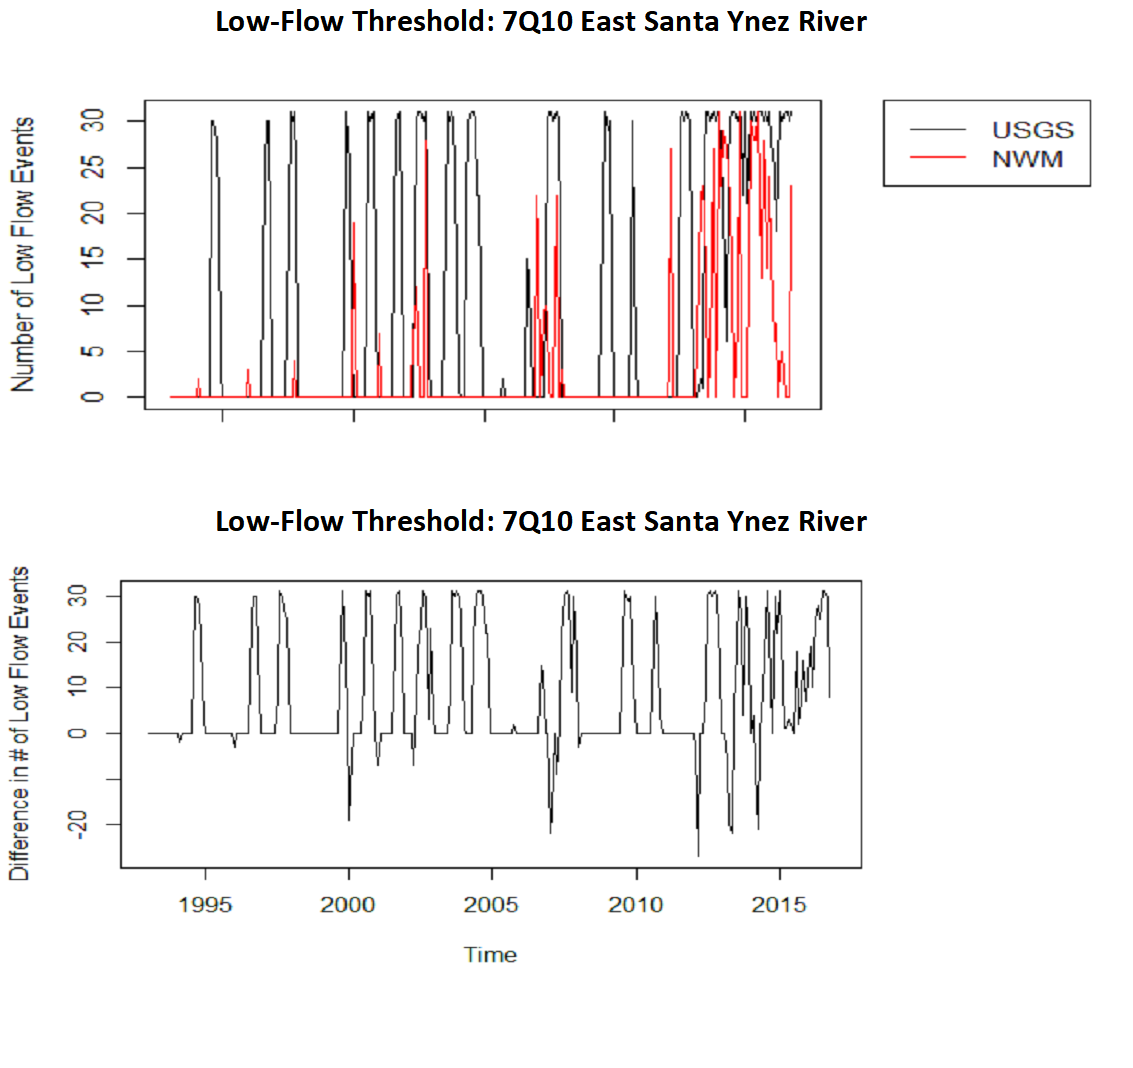 Low-Flow Threshold: 7Q10 East Santa Ynez River
Number of Low Flow Events
30
25
20
15
10
5
0
USGS
NWM
Low-Flow Threshold: 7Q10 East Santa Ynez River
Difference in # of Low Flow Events
30
20
10
0
-20
1995 2000 2005 2010 2015
Time